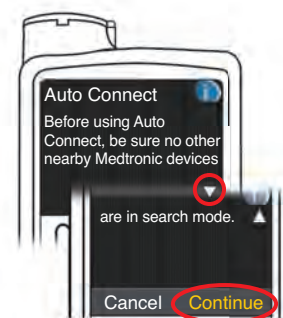 Auto Connect
Before using Auto
Connect, be sure no other
nearby Medtronic devices
are in search mode.
Cancel Continue